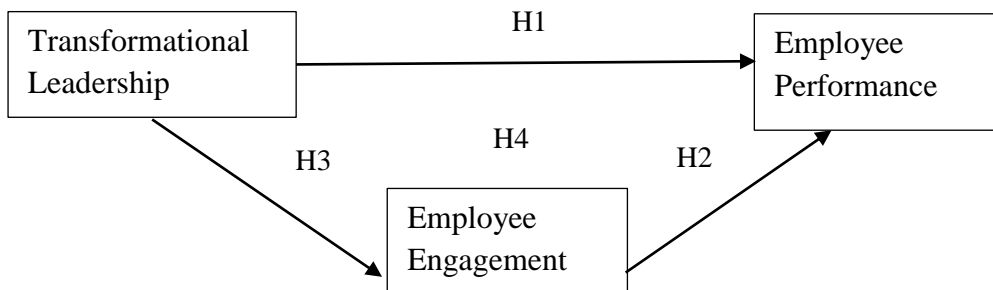 H1
Transformational
Leadership
Employee
Performance
H4
H3
H2
Employee
Engagement